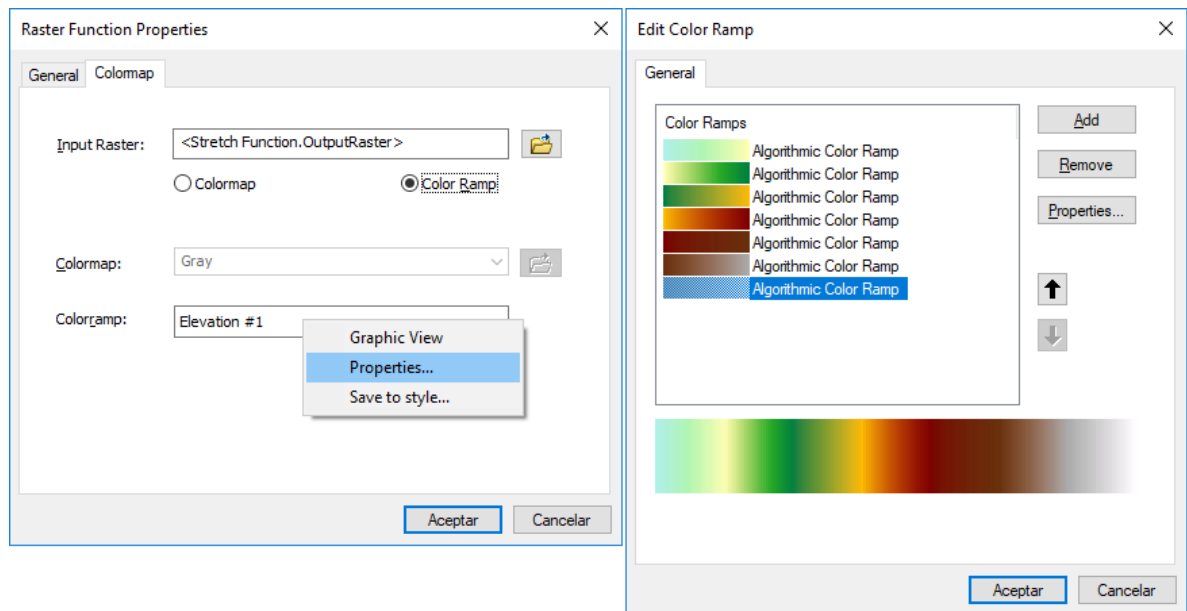 Raster Function Properties
General
Colormap
Input Raster:
<Stretch Function.OutputRaster>
Colormap
Color Ramp
Colormap:
Gray
Colorramp:
Elevation #1
Graphic View
Properties...
Save to style...
Aceptar
Cancelar
Edit Color Ramp
General
Color Ramps
Algorithmic Color Ramp
Algorithmic Color Ramp
Algorithmic Color Ramp
Algorithmic Color Ramp
Algorithmic Color Ramp
Algorithmic Color Ramp
Algorithmic Color Ramp
Add
Remove
Properties...
Aceptar
Cancelar